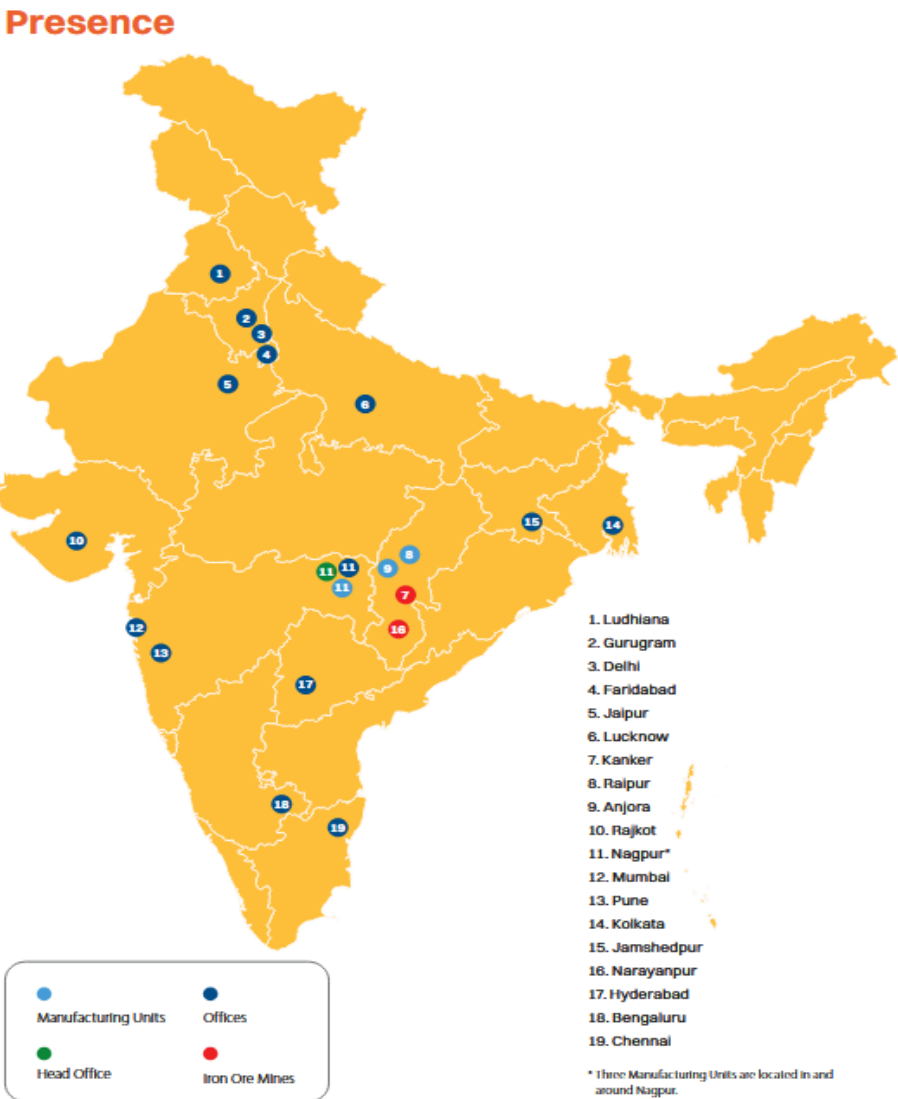 Presence
1
2
3
4
5
6
10
15
14
8
11
11
9
11
7
12
16
13
17
18
19
1. Ludhiana
2. Gurugram
3. Delhi
4. Faridabad
5. Jaipur
6. Lucknow
7. Kanker
8. Raipur
9. Anjora
10. Rajkot
11. Nagpur*
12. Mumbai
13. Pune
14. Kolkata
15. Jamshedpur
16. Narayanpur
17. Hyderabad
18. Bengaluru
19. Chennai
* Three Manufacturing Units are located in and
around Nagpur.
Manufacturing Units
Offices
Head Office
Iron Ore Mines